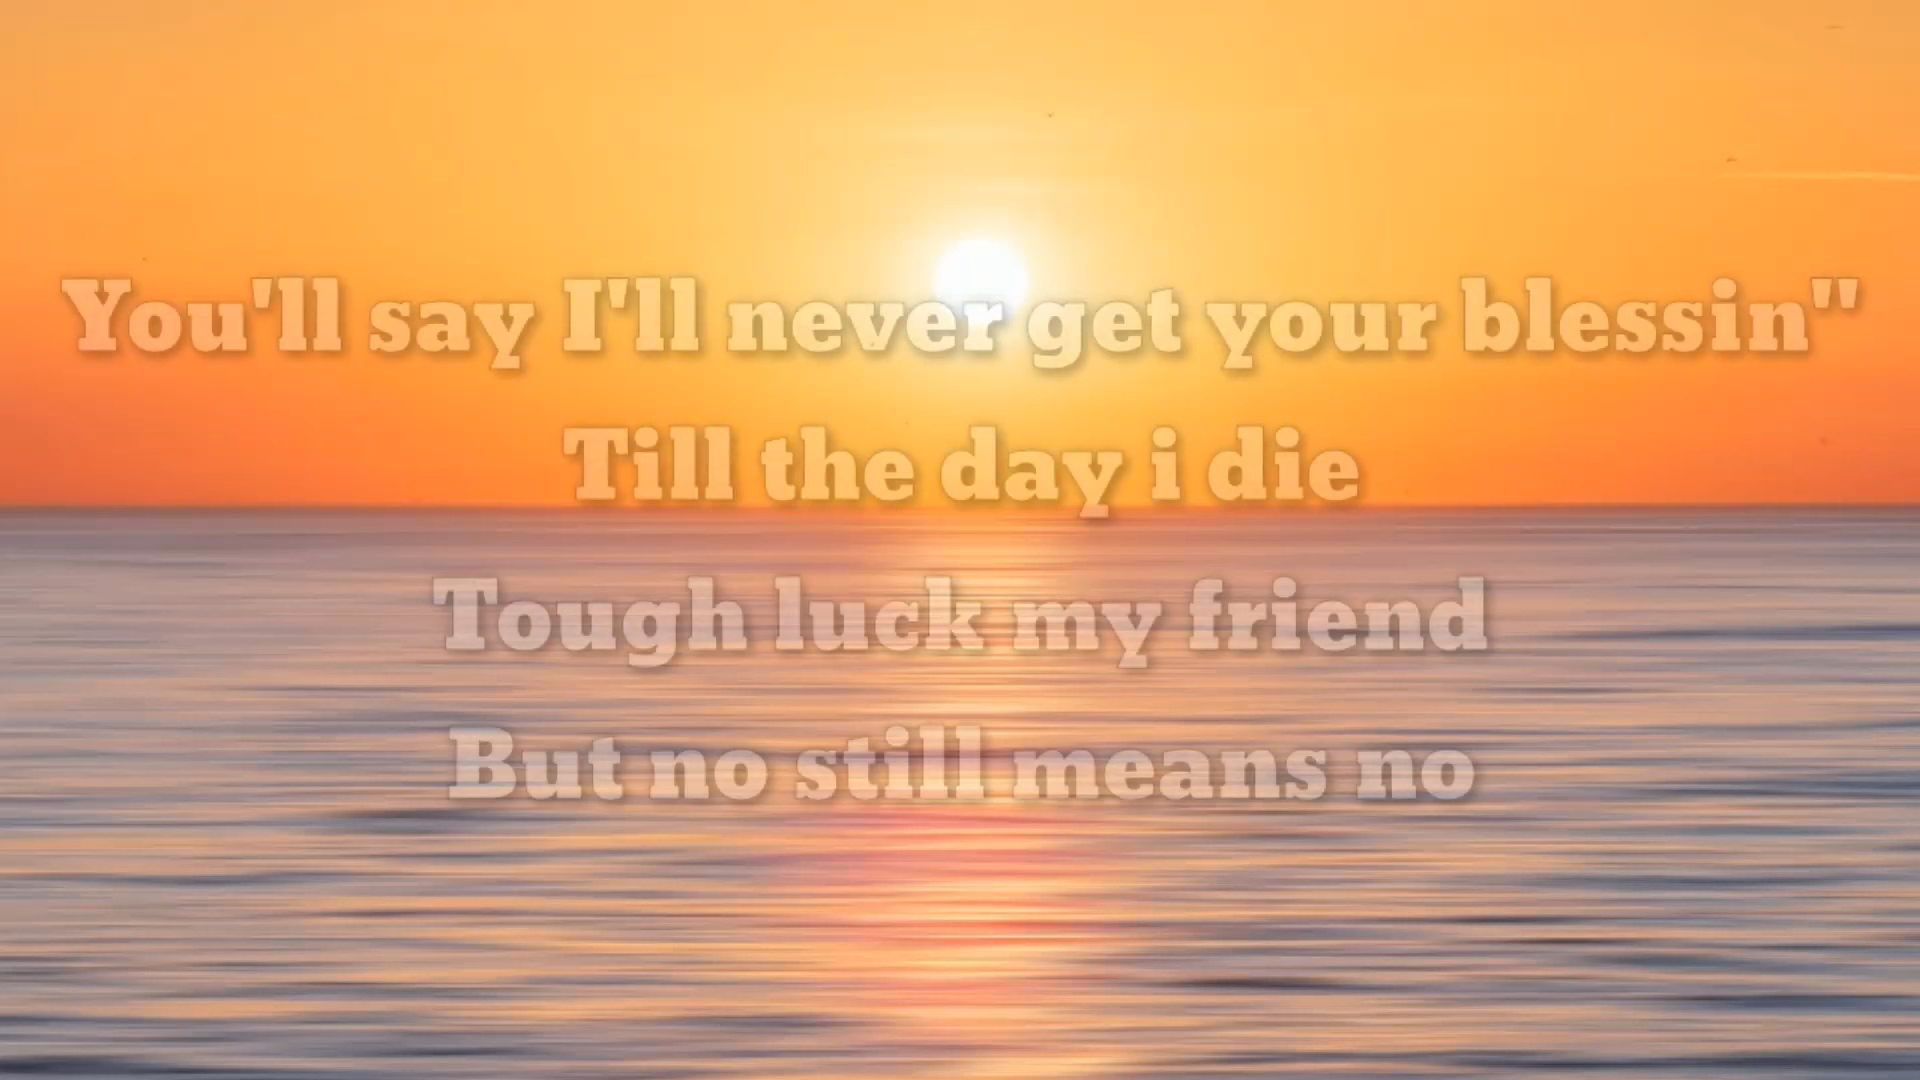 You'll say I'll never get your blessin"
Till the day i die
Tough luck my friend
But no still means no